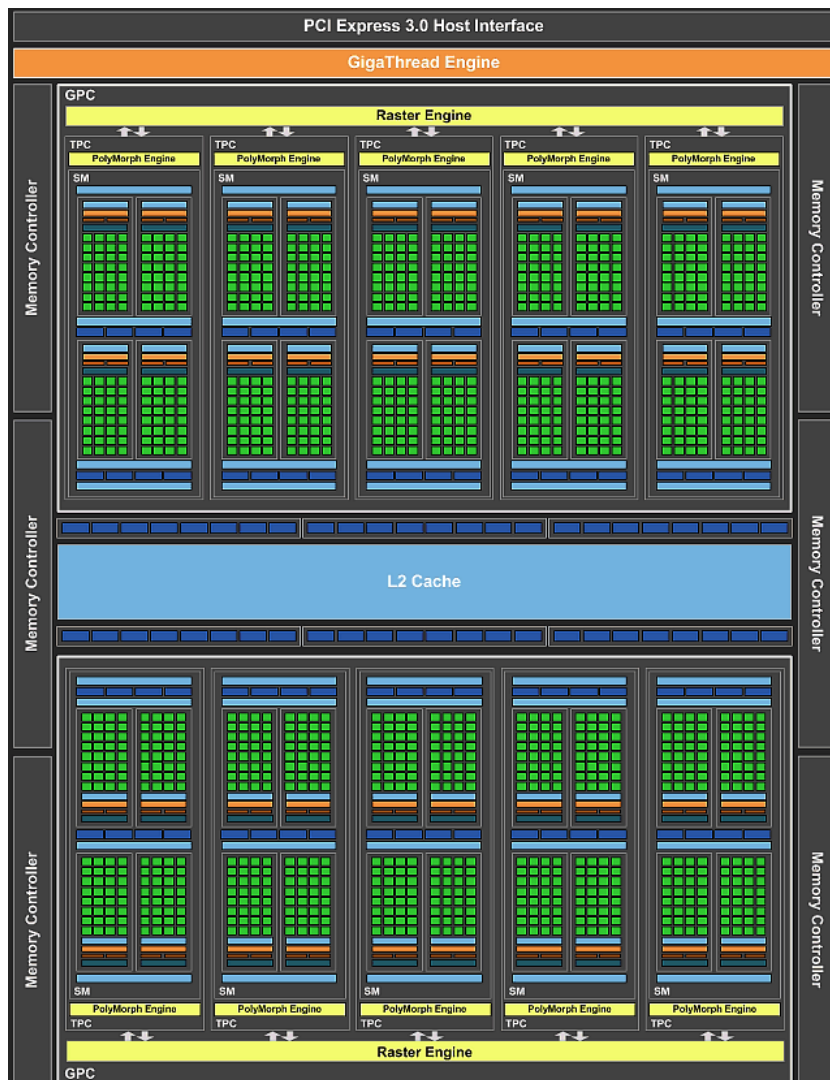 PCI Express 3.0 Host Interface
GigaThread Engine
GPC
Raster Engine
TPC TPC TPC TPC TPC
PolyMorph Engine PolyMorph Engine PolyMorph Engine PolyMorph Engine PolyMorph Engine
SM SM SM SM SM
Memory Controller
Memory Controller
Memory Controller
Memory Controller
L2 Cache
Memory Controller
Memory Controller
SM SM SM SM SM
PolyMorph Engine PolyMorph Engine PolyMorph Engine PolyMorph Engine PolyMorph Engine
TPC TPC TPC TPC TPC
Raster Engine
GPC